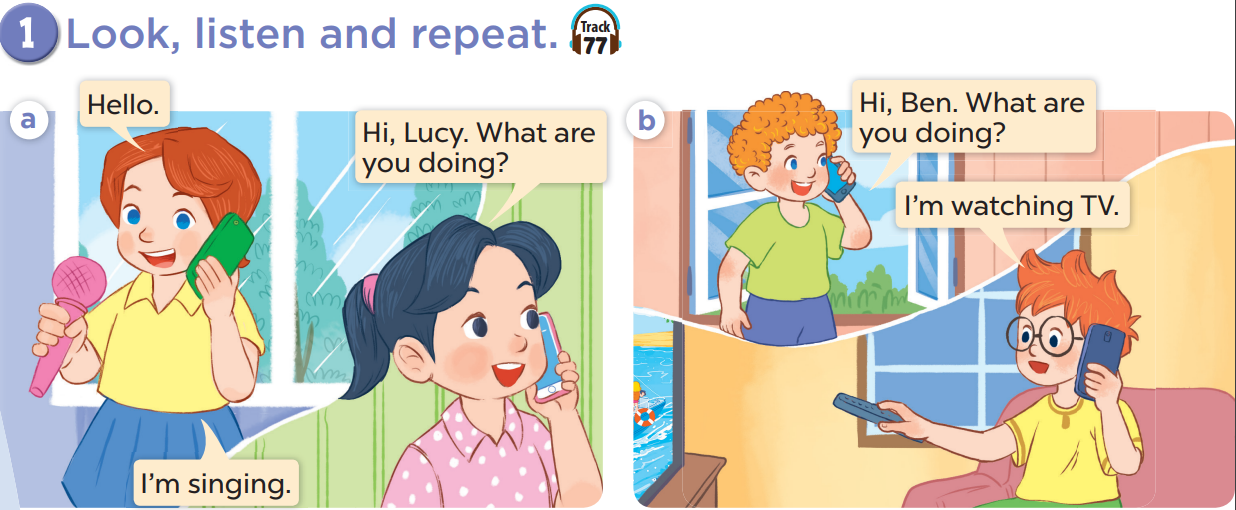 1 Look, listen and repeat. Track 77
a
Hello.
Hi, Lucy. What are
you doing?
I'm singing.
b
Hi, Ben. What are
you doing?
I'm watching TV.